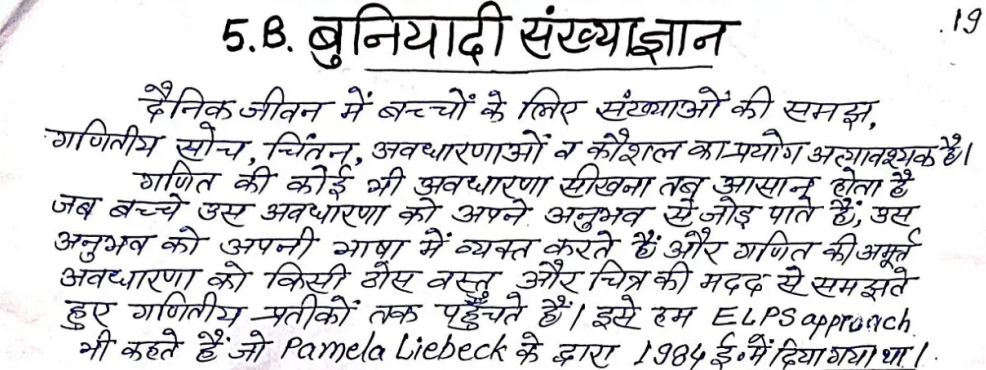 .19
5.B. बुनियादी संख्याज्ञान
दैनिक जीवन में बच्चों के लिए संख्याओं की समझ,
गणितीय सोच, चिंतन, अवधारणाओं व कौशल का प्रयोग अत्यावश्यक है।
गणित की कोई भी अवधारणा सीखना तब आसान होता है
जब बच्चे उस अवधारणा को अपने अनुभव से जोड़ पाते हैं, उस
अनुभव को अपनी भाषा में व्यक्त करते हैं और गणित की अमूर्त
अवधारणा को किसी ठोस वस्तु और चित्र की मदद से समझते
हुए गणितीय प्रतीकों तक पहुँचते हैं। इसे हम ELPS approach
भी कहते हैं जो Pamela Liebeck के द्वारा 1984 ई॰ में दिया गया था।